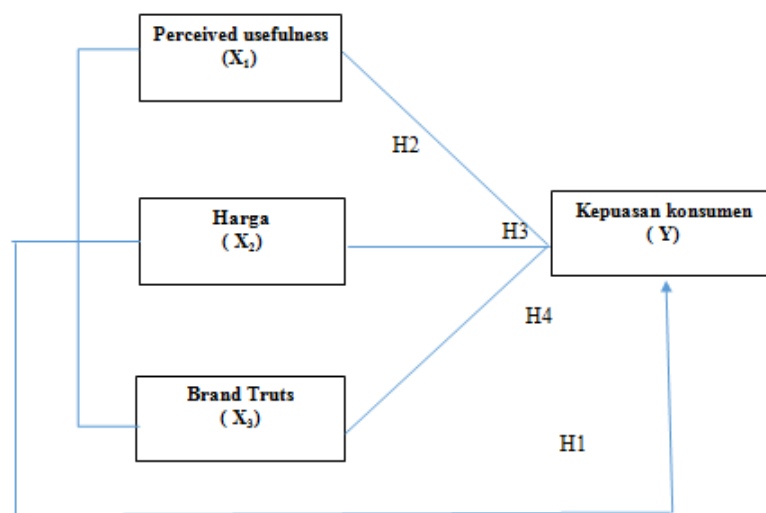 Perceived usefulness
(X₁)
H2
Harga
( X₂)
H3
Kepuasan konsumen
( Y)
H4
Brand Truts
( X₃)
H1